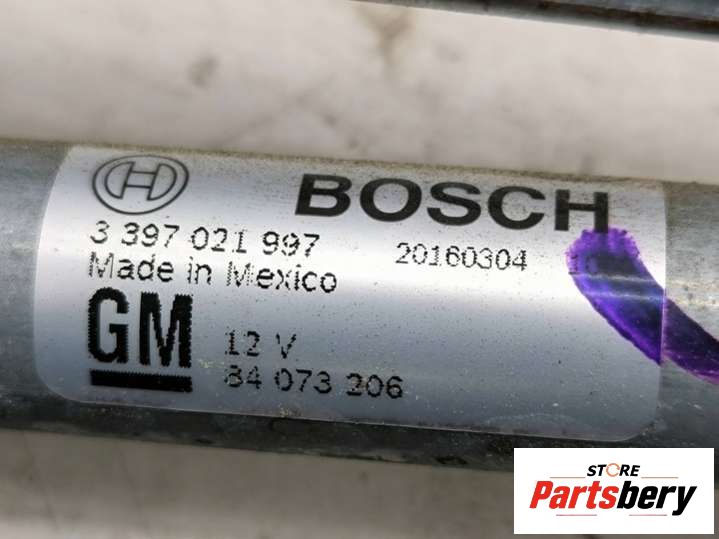 BOSCH
3 397 021 997
20160304
Made in Mexico
GM
12 V
84 073 206
STORE
Partsbery